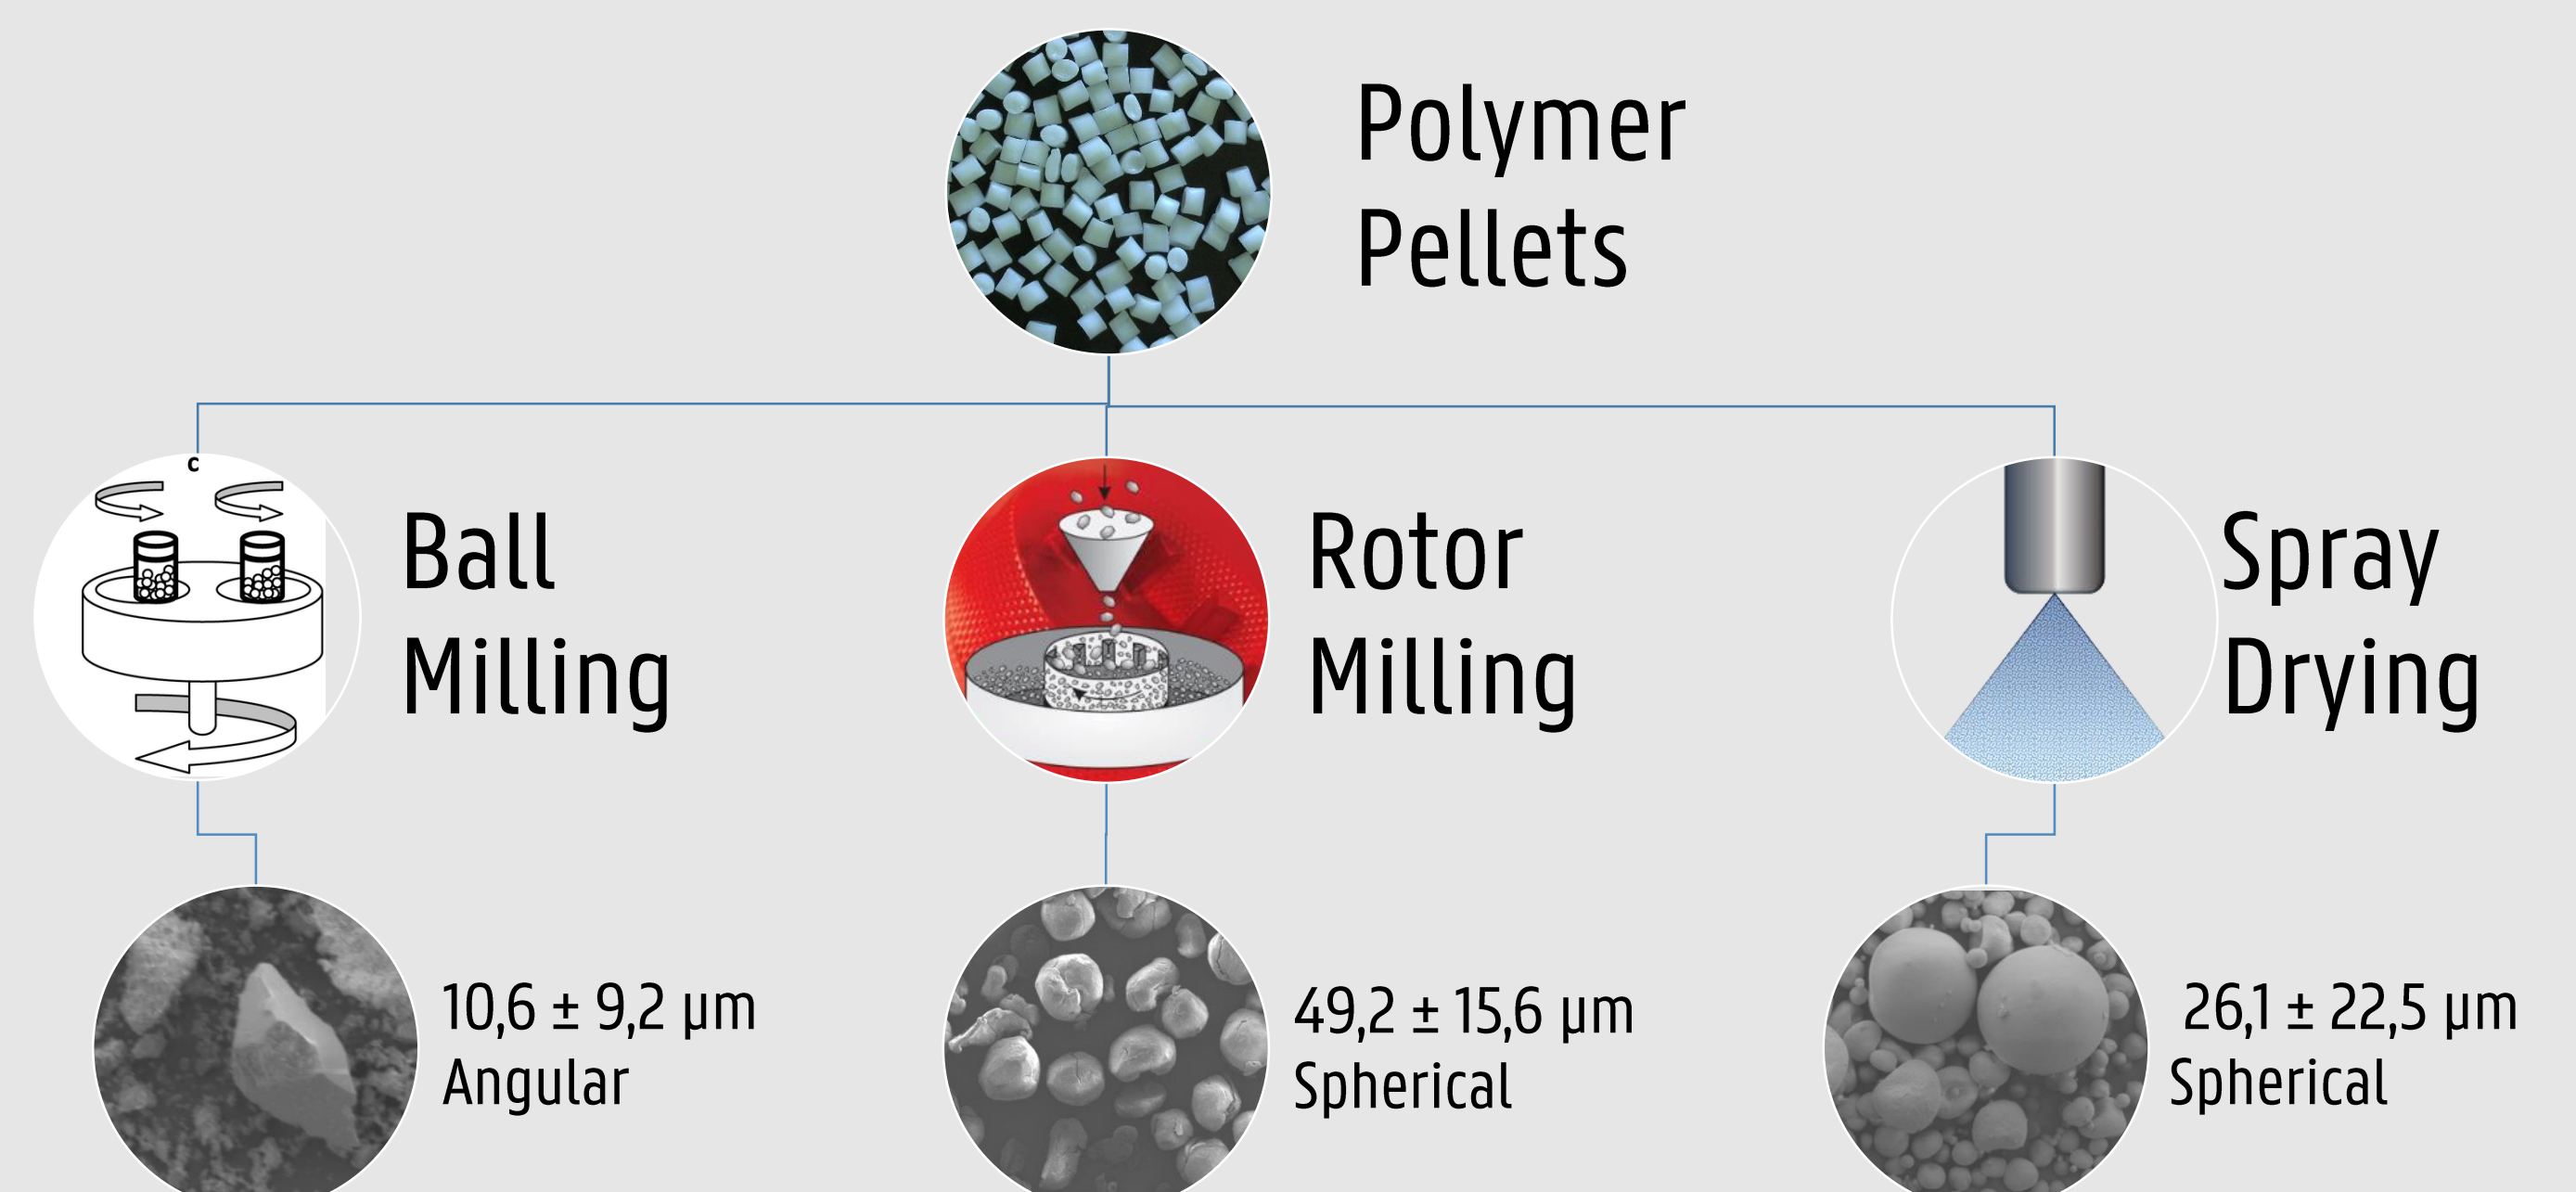 Polymer
Pellets
c
Ball
Milling
Rotor
Milling
Spray
Drying
10,6 ± 9,2 µm
Angular
49,2 ± 15,6 µm
Spherical
26,1 ± 22,5 µm
Spherical